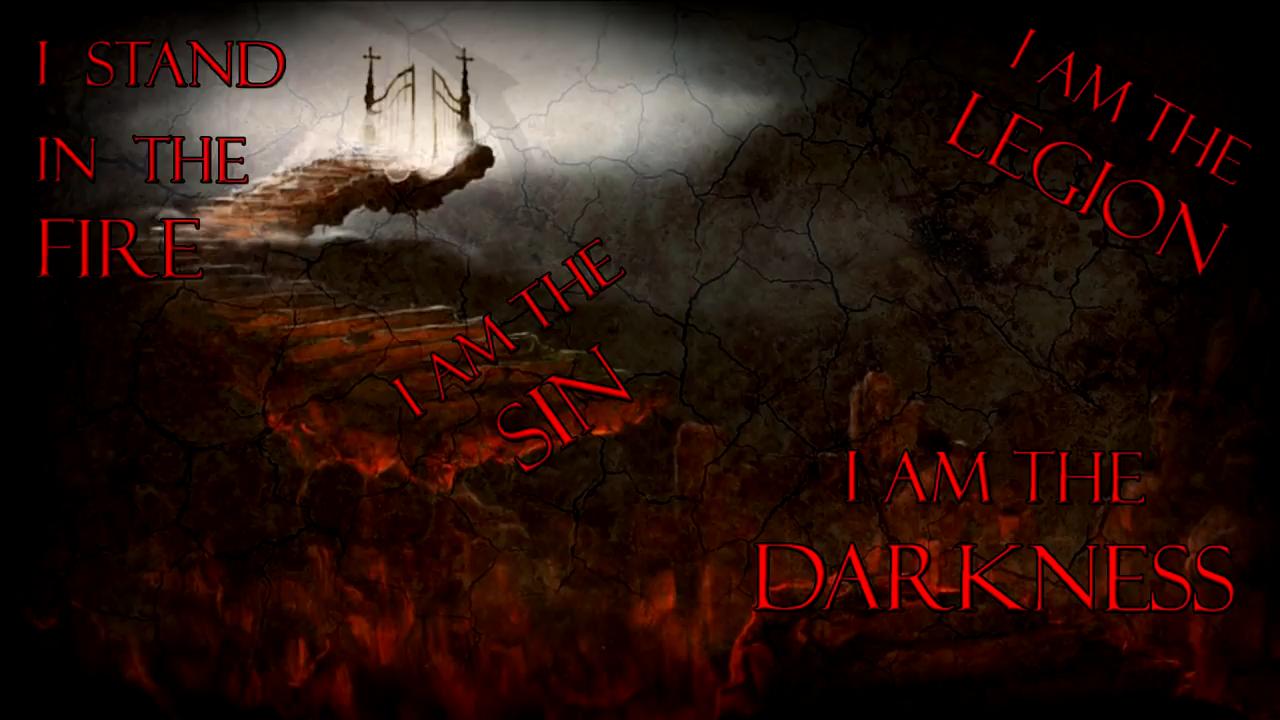 I STAND
IN THE
FIRE
I AM THE
LEGION
I AM THE
SIN
I AM THE
DARKNESS